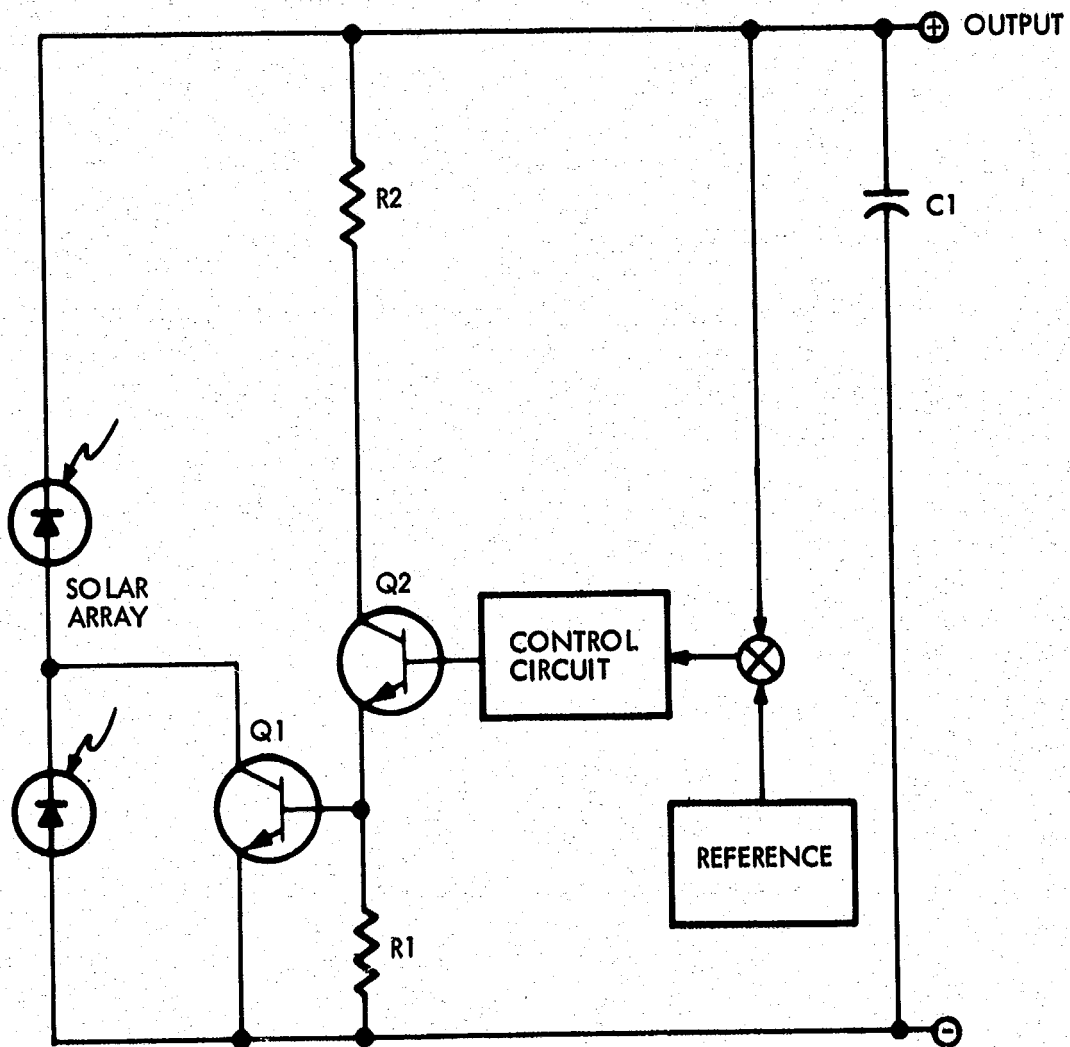 OUTPUT
R2
C1
SOLAR
ARRAY
Q2
CONTROL
CIRCUIT
Q1
REFERENCE
R1